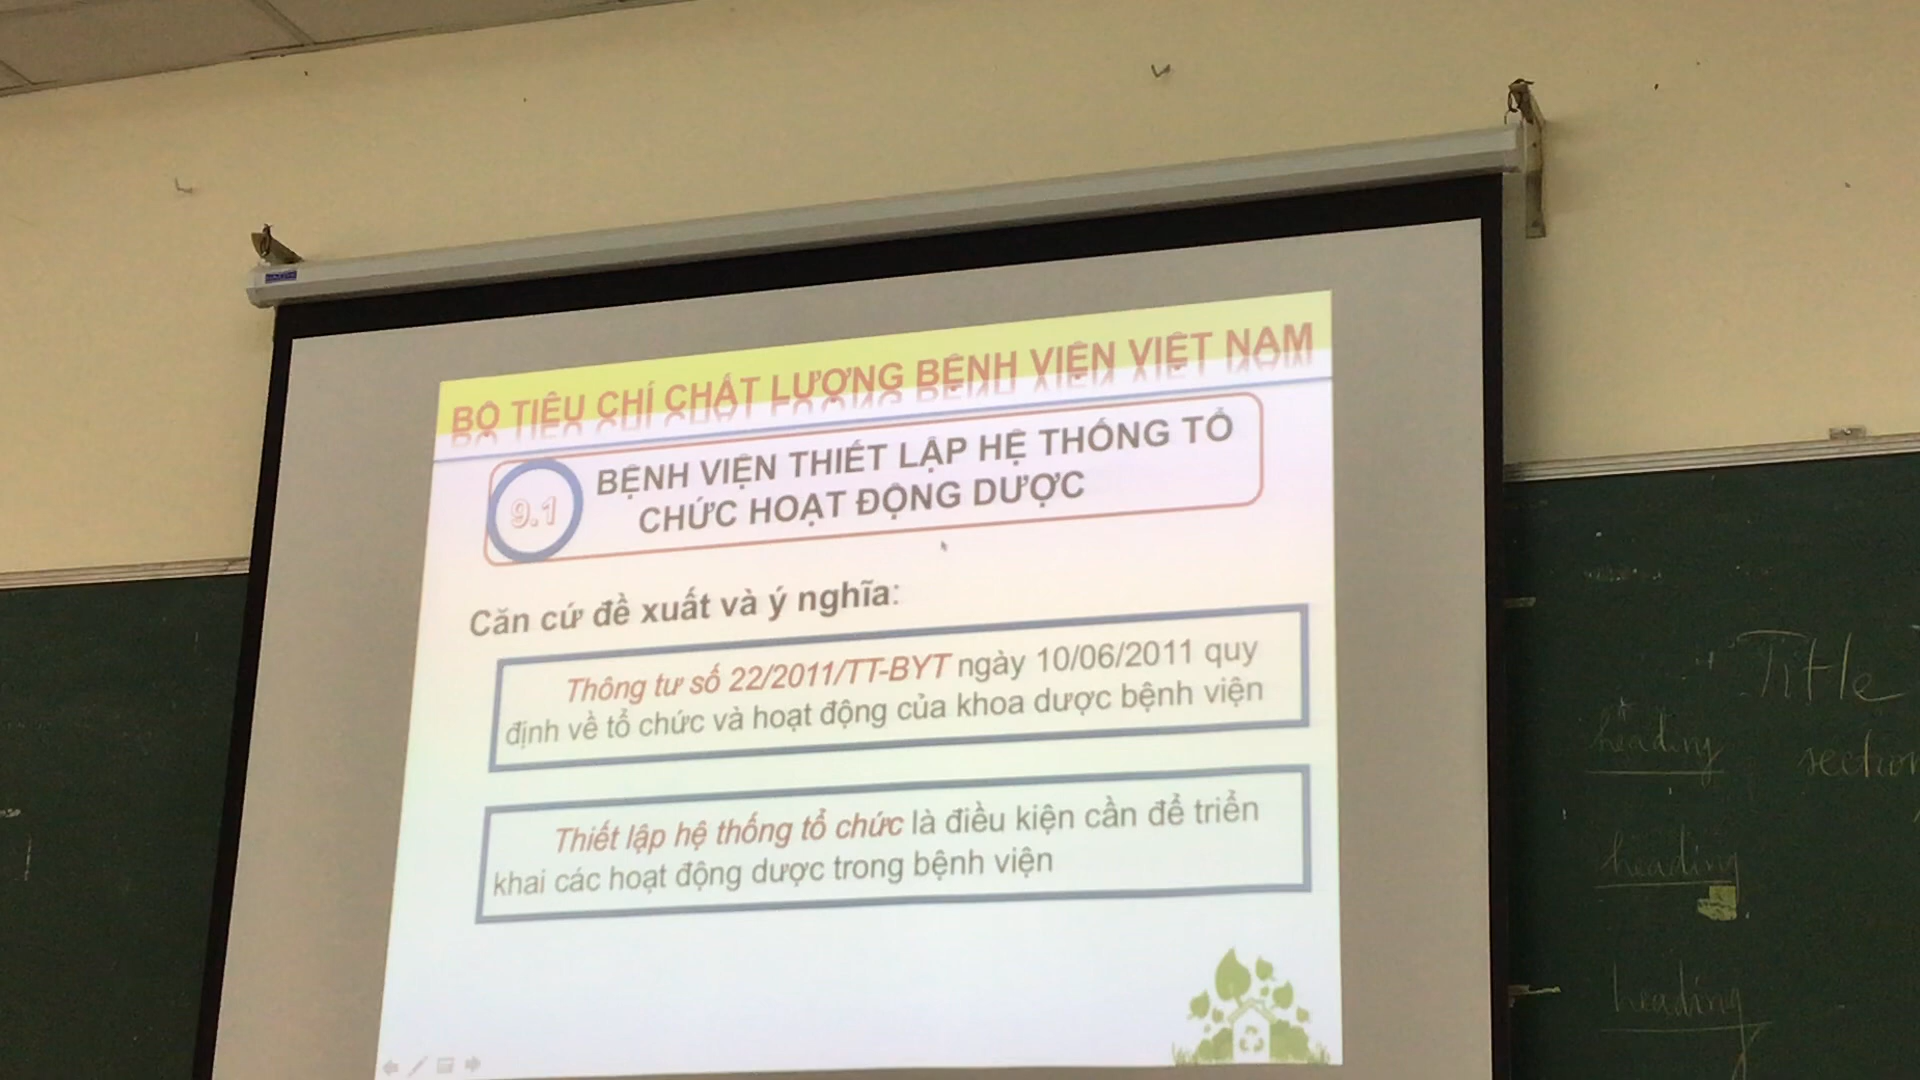 BỘ TIÊU CHÍ CHẤT LƯỢNG BỆNH VIỆN VIỆT NAM
9.1
BỆNH VIỆN THIẾT LẬP HỆ THỐNG TỔ
CHỨC HOẠT ĐỘNG DƯỢC
Căn cứ đề xuất và ý nghĩa:
Thông tư số 22/2011/TT-BYT ngày 10/06/2011 quy
định về tổ chức và hoạt động của khoa dược bệnh viện
Thiết lập hệ thống tổ chức là điều kiện cần để triển
khai các hoạt động dược trong bệnh viện
Title
heading
section
heading
heading